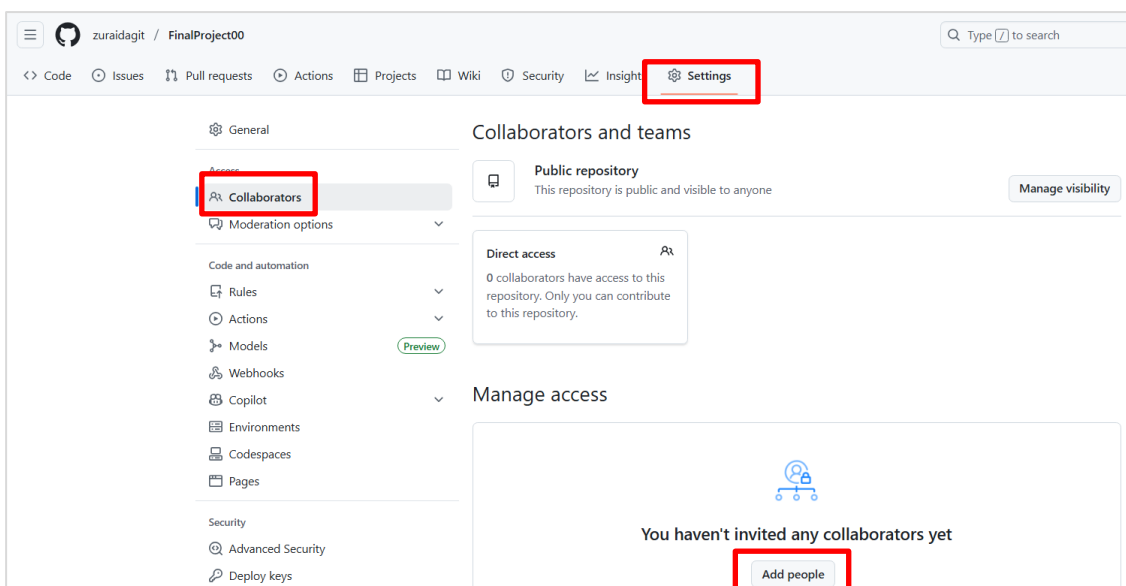 zuraidagit / FinalProject00
Type / to search
Code Issues Pull requests Actions Projects Wiki Security Insight Settings
General
Access
Collaborators
Moderation options
Code and automation
Rules
Actions
Models Preview
Webhooks
Copilot
Environments
Codespaces
Pages
Security
Advanced Security
Deploy keys
Collaborators and teams
Public repository
This repository is public and visible to anyone
Manage visibility
Direct access
0 collaborators have access to this
repository. Only you can contribute
to this repository.
Manage access
You haven't invited any collaborators yet
Add people